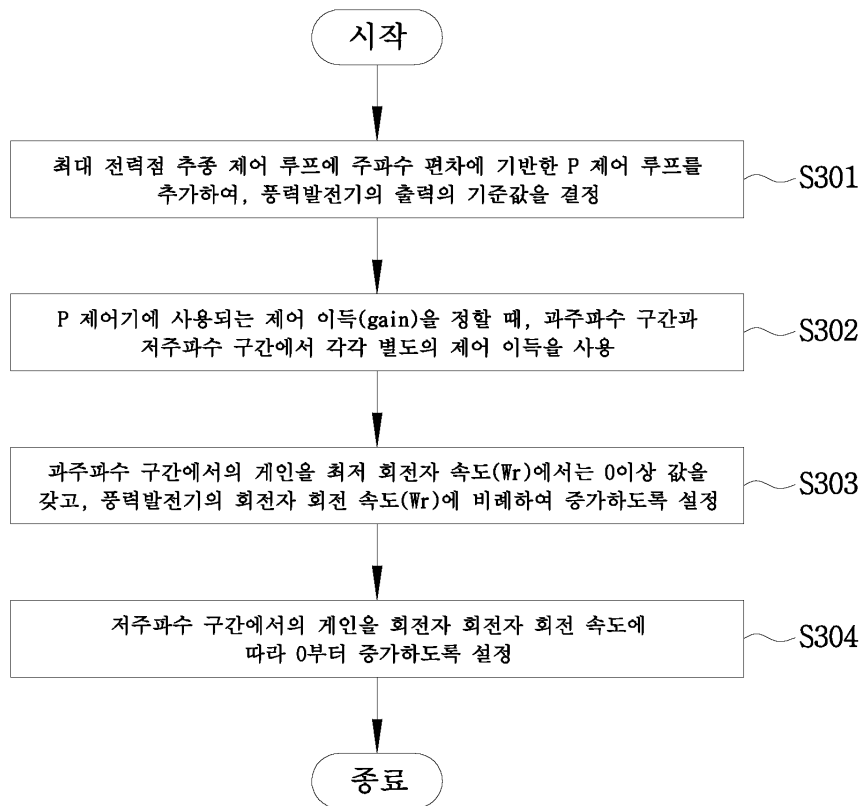 시작
최대 전력점 추종 제어 루프에 주파수 편차에 기반한 P 제어 루프를
추가하여, 풍력발전기의 출력의 기준값을 결정
S301
P 제어기에 사용되는 제어 이득(gain)을 정할 때, 과주파수 구간과
저주파수 구간에서 각각 별도의 제어 이득을 사용
S302
과주파수 구간에서의 게인을 최저 회전자 속도(Wr)에서는 0이상 값을
갖고, 풍력발전기의 회전자 회전 속도(Wr)에 비례하여 증가하도록 설정
S303
저주파수 구간에서의 게인을 회전자 회전자 회전 속도에
따라 0부터 증가하도록 설정
S304
종료